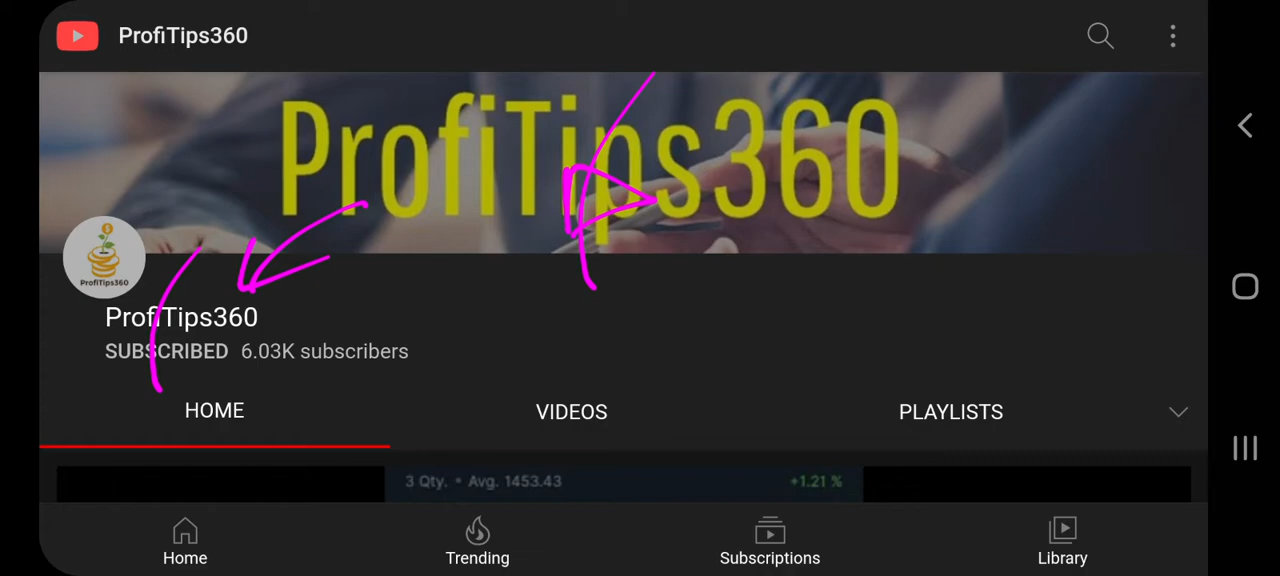 ProfiTips360
ProfiTips360
ProfiTips360
ProfiTips360
SUBSCRIBED 6.03K subscribers
HOME VIDEOS PLAYLISTS
3 Qty. • Avg. 1453.43 +1.21 %
Home Trending Subscriptions Library